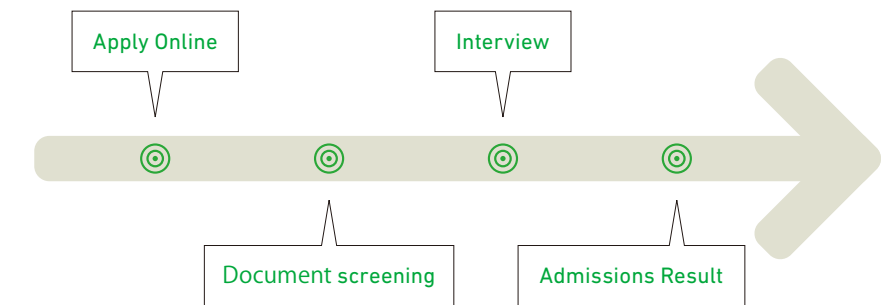 Apply Online
Interview
Document screening
Admissions Result